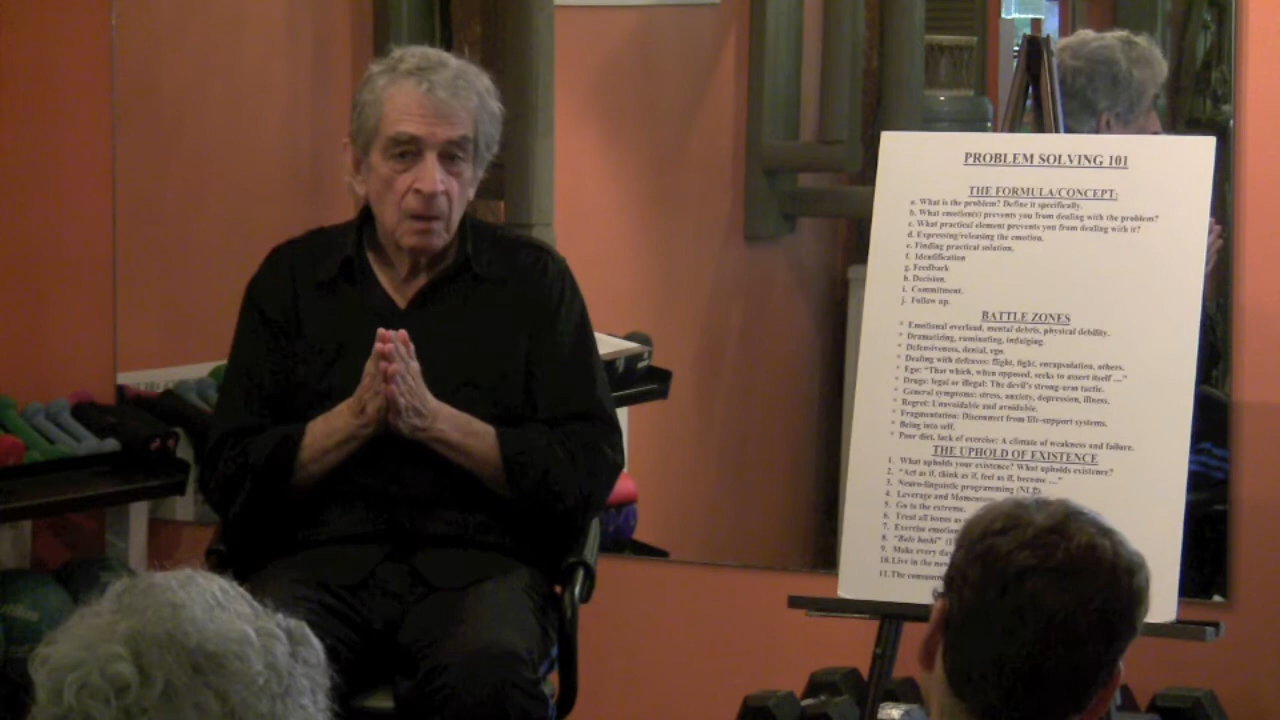 PROBLEM SOLVING 101
THE FORMULA/CONCEPT:
a. What is the problem? Define it specifically.
b. What emotion(s) prevents you from dealing with the problem?
c. What practical element prevents you from dealing with it?
d. Expressing/releasing the emotion.
e. Finding practical solution.
f. Identification
g. Feedback
h. Decision.
i. Commitment.
j. Follow up.
BATTLE ZONES
* Emotional overload, mental debris, physical debility.
* Dramatizing, ruminating, indulging.
* Defensiveness, denial, ego.
* Dealing with defenses: flight, fight, encapsulation, others.
* Ego: "That which, when opposed, seeks to assert itself ..."
* Drugs: legal or illegal: The devil's strong-arm tactic.
* General symptoms: stress, anxiety, depression, illness.
* Regret: Unavoidable and avoidable.
* Fragmentation: Disconnect from life-support systems.
* Being into self.
* Poor diet, lack of exercise: A climate of weakness and failure.
THE UPHOLD OF EXISTENCE
1. What upholds your existence? What upholds existence?
2. "Act as if, think as if, feel as if, become ...."
3. Neuro-linguistic programming (NLP)
4. Leverage and
5. Go to the extreme.
6. Treat all
7. Exercise
8.
9. Make every
10. Live in the
11. The